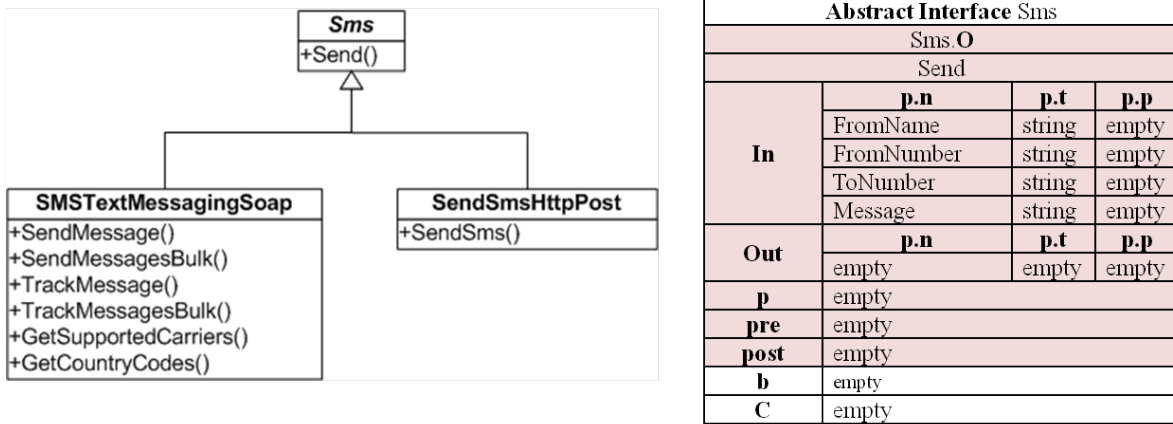 Sms
+Send()
SMSTextMessagingSoap
+SendMessage()
+SendMessagesBulk()
+TrackMessage()
+TrackMessagesBulk()
+GetSupportedCarriers()
+GetCountryCodes()
SendSmsHttpPost
+SendSms()
Abstract Interface Sms
Sms.O
Send
In
p.n p.t p.p
FromName string empty
FromNumber string empty
ToNumber string empty
Message string empty
Out
p.n p.t p.p
empty empty empty
p empty
pre empty
post empty
b empty
C empty